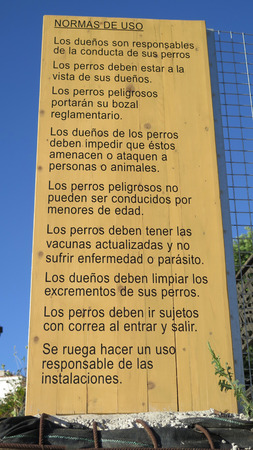 NORMAS DE USO
Los dueños son responsables
de la conducta de sus perros
Los perros deben estar a la
vista de sus dueños.
Los perros peligrosos
portarán su bozal
reglamentario.
Los dueños de los perros
deben impedir que éstos
amenacen o ataquen a
personas o animales.
Los perros peligrosos no
pueden ser conducidos por
menores de edad.
Los perros deben tener las
vacunas actualizadas y no
sufrir enfermedad o parásito.
Los dueños deben limpiar los
excrementos de sus perros.
Los perros deben ir sujetos
con correa al entrar y salir.
Se ruega hacer un uso
responsable de las
instalaciones.